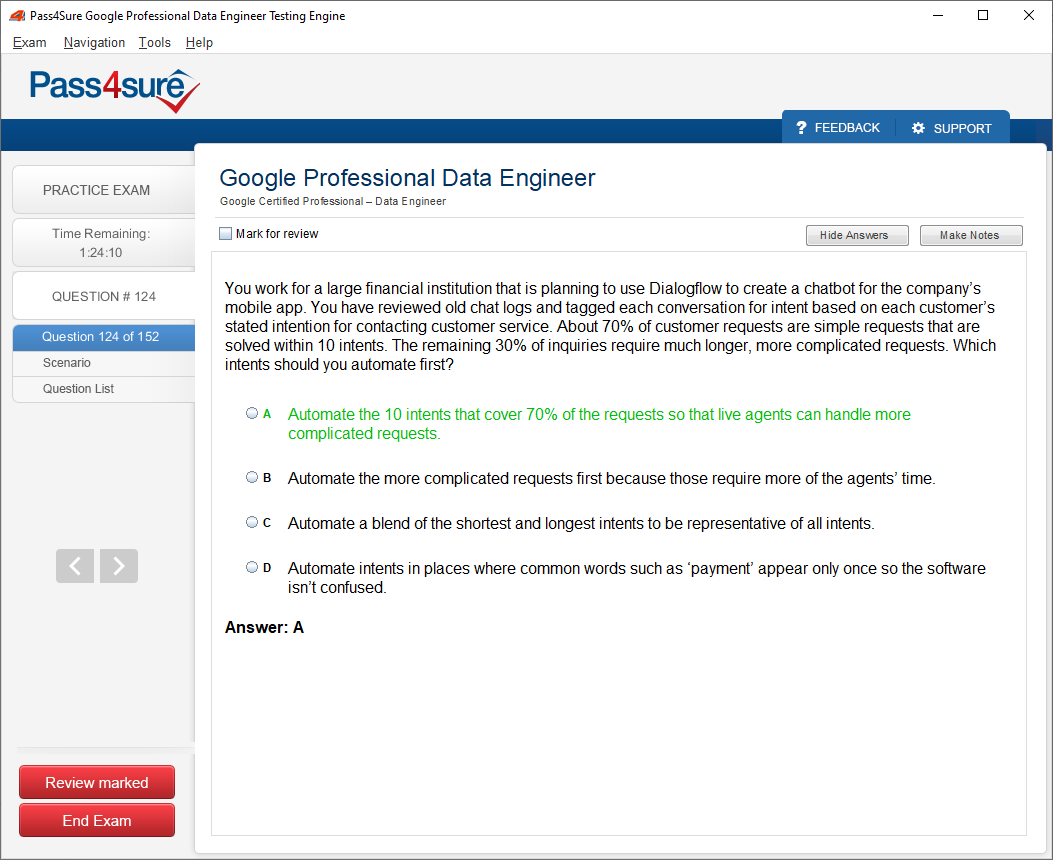 Pass4Sure Google Professional Data Engineer Testing Engine
Exam Navigation Tools Help
Pass4sure
? FEEDBACK SUPPORT
PRACTICE EXAM
Time Remaining:
1:24:10
QUESTION # 124
Question 124 of 152
Scenario
Question List
Google Professional Data Engineer
Google Certified Professional – Data Engineer
Mark for review
Hide Answers Make Notes
You work for a large financial institution that is planning to use Dialogflow to create a chatbot for the company’s
mobile app. You have reviewed old chat logs and tagged each conversation for intent based on each customer’s
stated intention for contacting customer service. About 70% of customer requests are simple requests that are
solved within 10 intents. The remaining 30% of inquiries require much longer, more complicated requests. Which
intents should you automate first?
A Automate the 10 intents that cover 70% of the requests so that live agents can handle more
complicated requests.
B Automate the more complicated requests first because those require more of the agents’ time.
C Automate a blend of the shortest and longest intents to be representative of all intents.
D Automate intents in places where common words such as ‘payment’ appear only once so the software
isn’t confused.
Answer: A
Review marked
End Exam